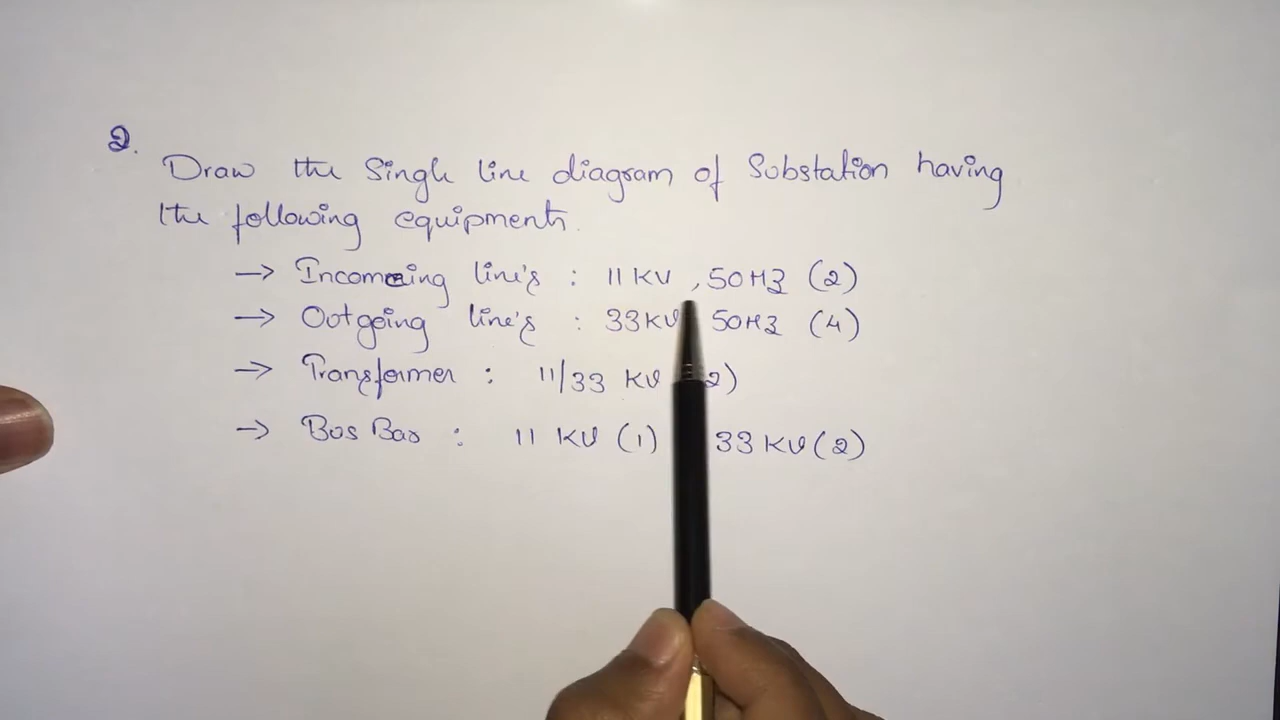 Q.
Draw the Single line diagram of Substation having
the following equipments.
→ Incoming line's : 11 KV , 50 Hz (2)
→ Outgoing line's : 33 KV 50 Hz (4)
→ Transformer : 11/33 KV 2)
→ Bus Bar : 11 KV (1) 33 KV (2)